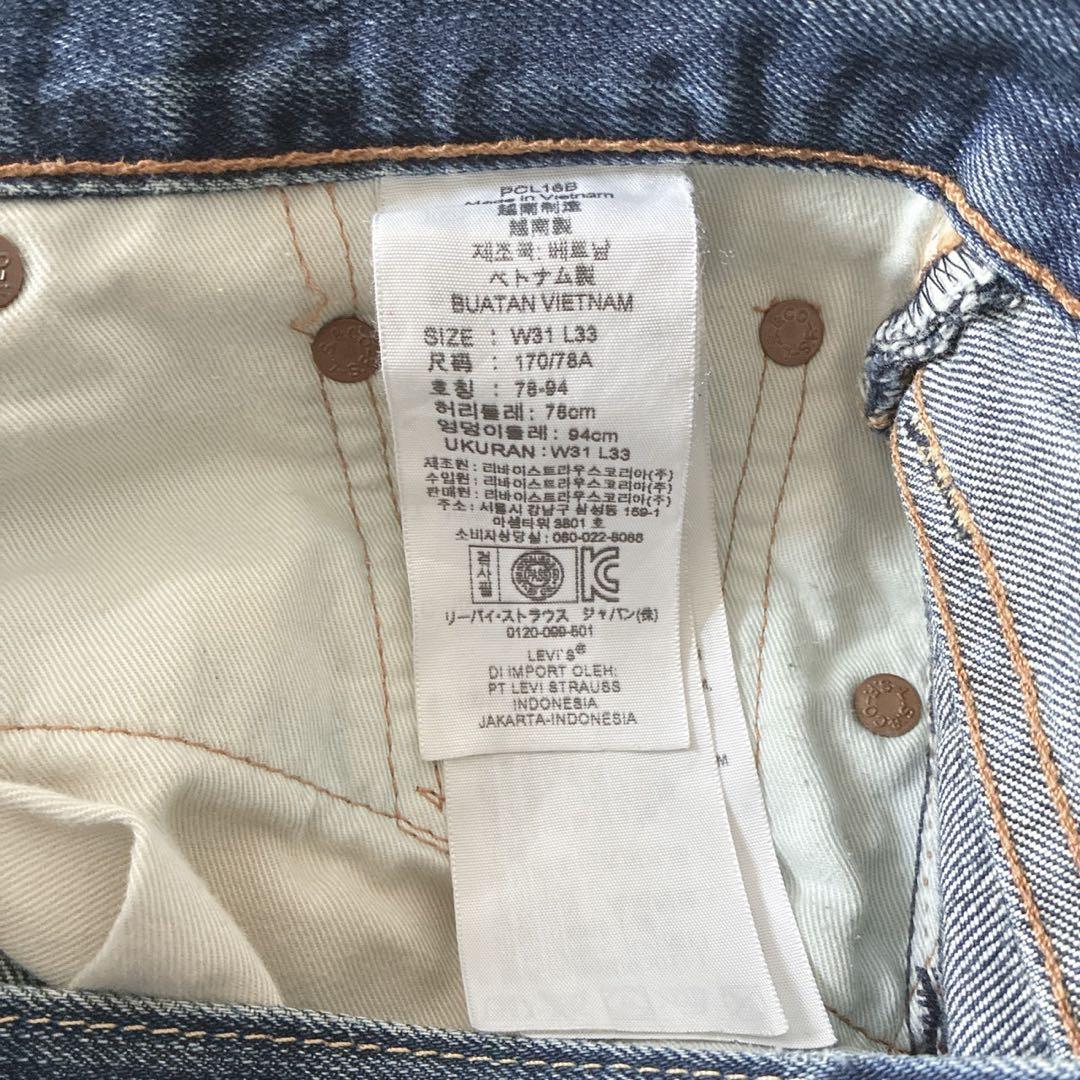 PCL16B
Made in Vietnam
越南制造
越南製
제조국: 베트남
ベトナム製
BUATAN VIETNAM
SIZE : W31 L33
尺碼 : 170/78A
호칭 : 78-94
허리둘레 : 78cm
엉덩이둘레 : 94cm
UKURAN : W31 L33
제조원 : 리바이스트라우스코리아(주)
수입원 : 리바이스트라우스코리아(주)
판매원 : 리바이스트라우스코리아(주)
주소 : 서울시 강남구 삼성동 159-1
아셈타워 3801 호
소비자상담실 : 080-022-8088
검사필
リーバイ・ストラウス ジャパン(株)
0120-099-501
LEVI'S®
DI IMPORT OLEH:
PT LEVI STRAUSS
INDONESIA
JAKARTA-INDONESIA
M